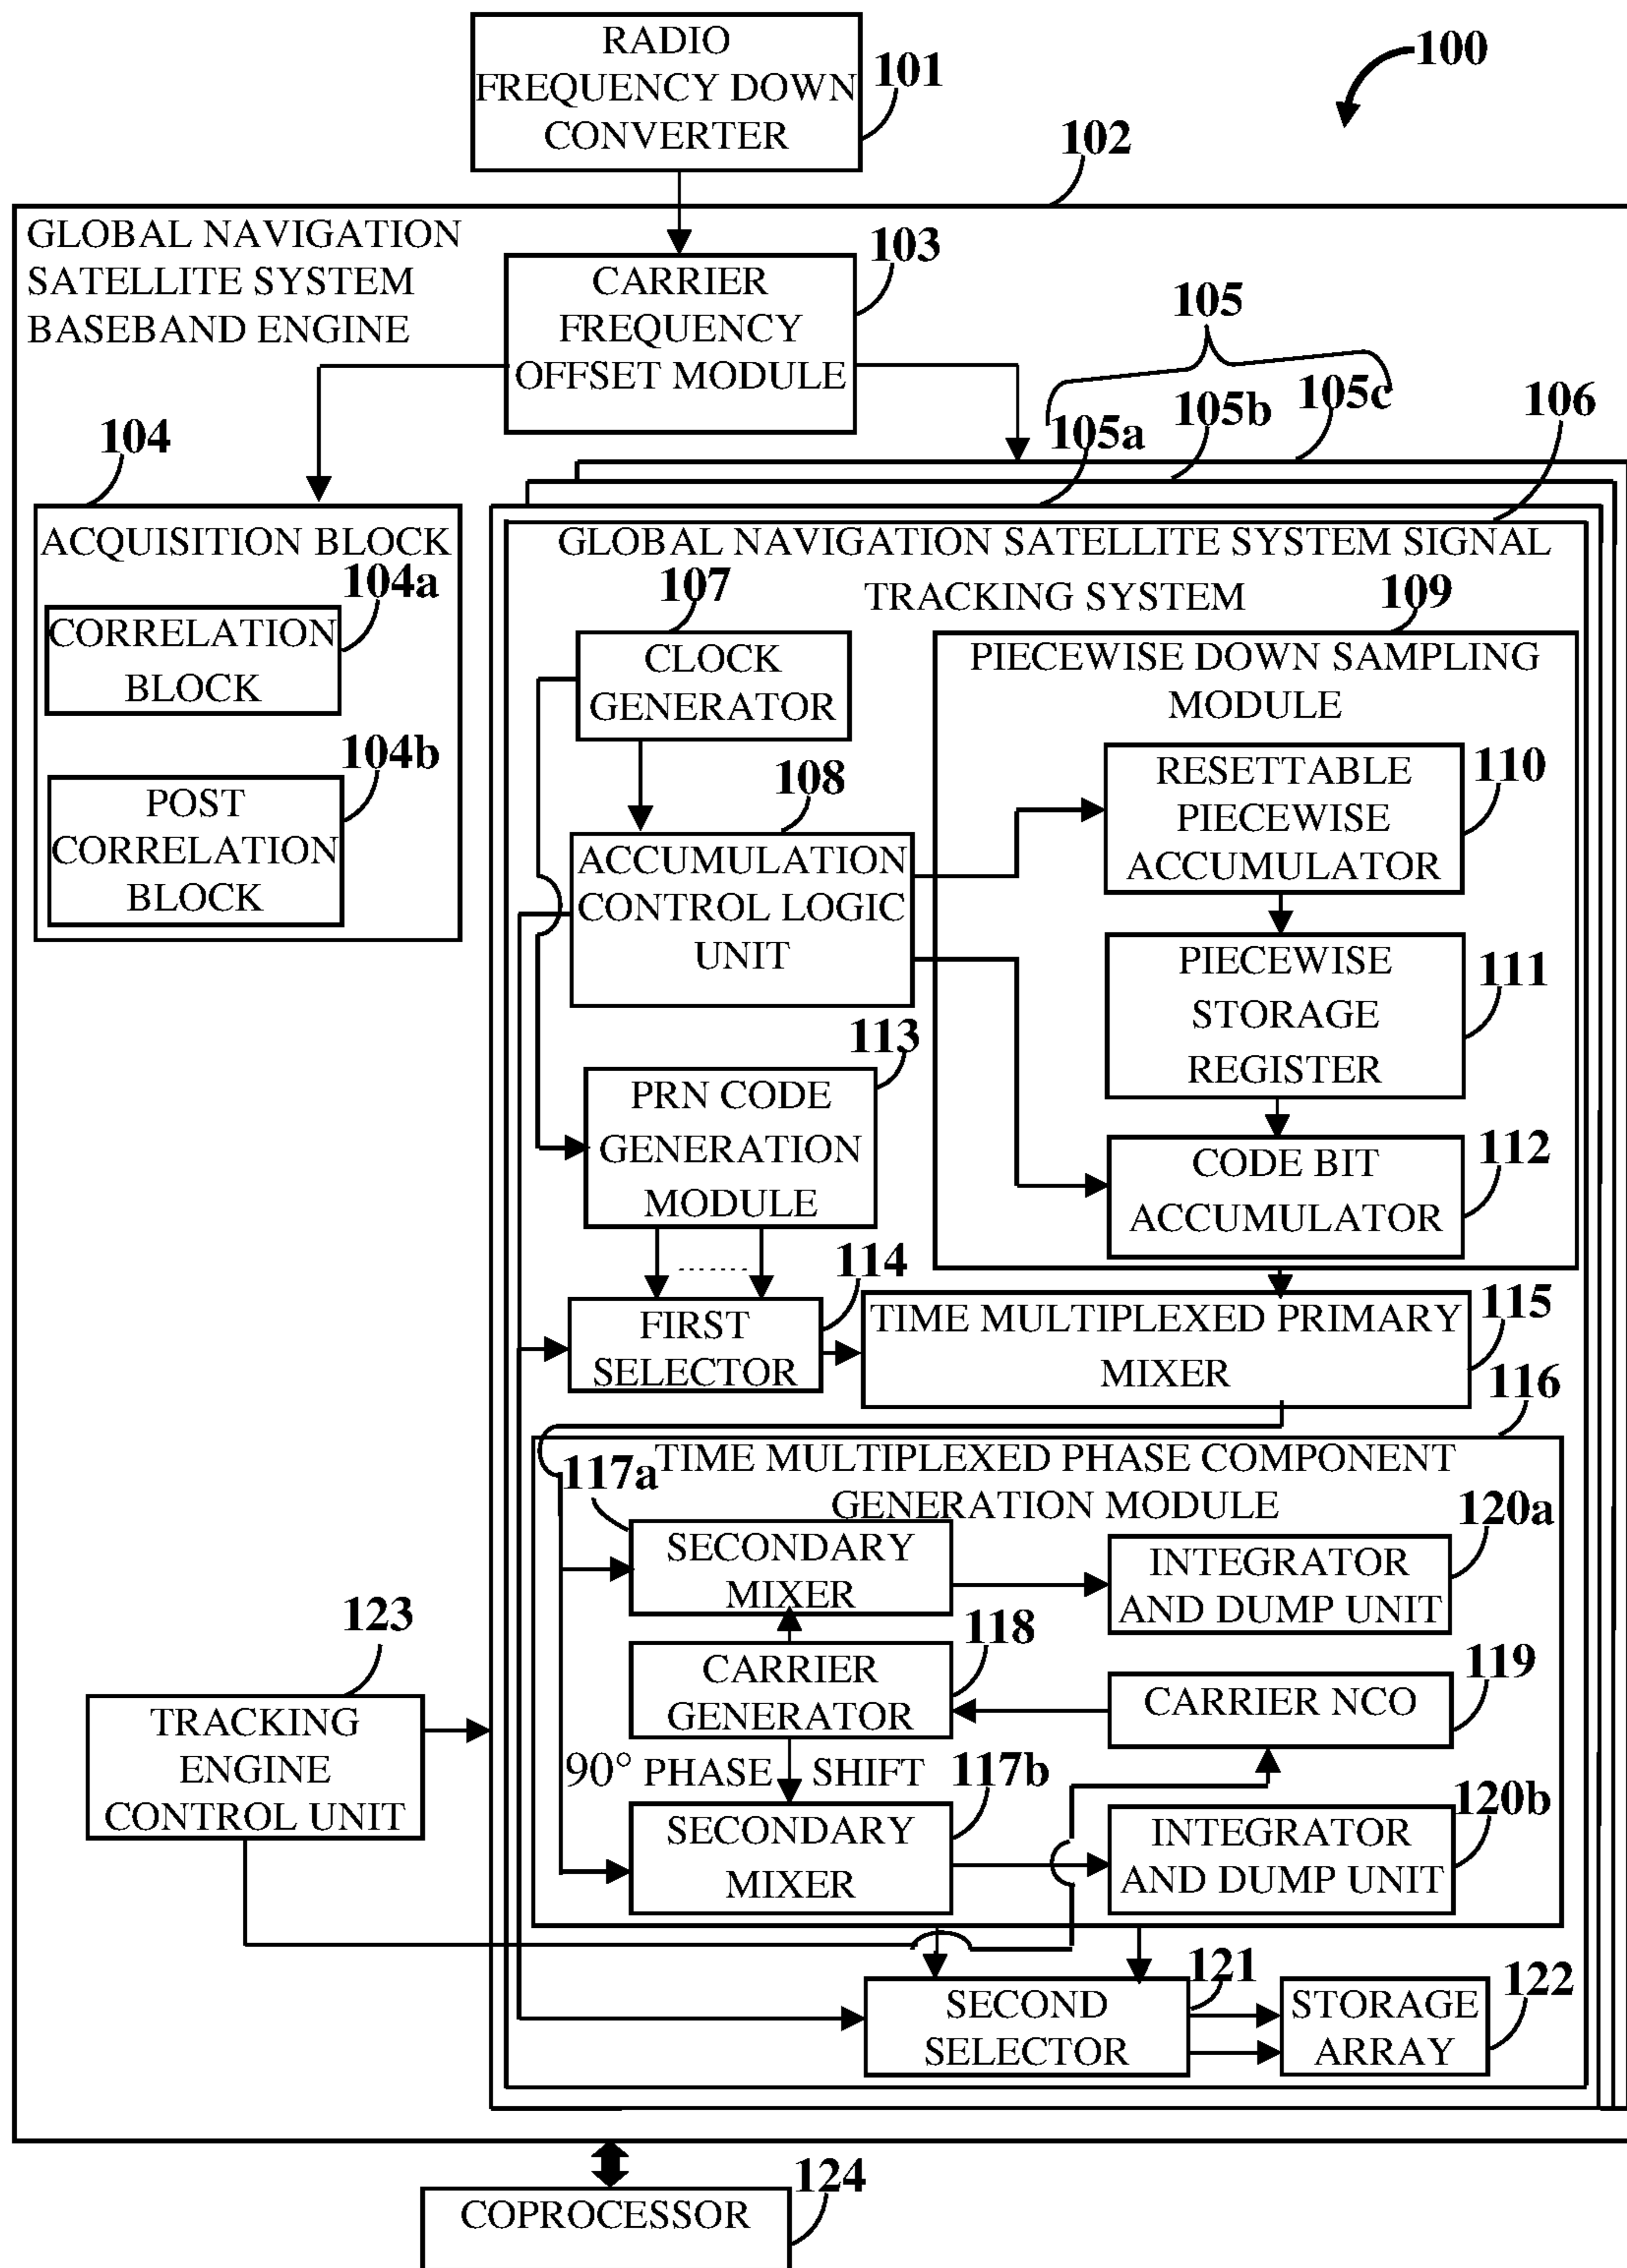 RADIO
FREQUENCY DOWN
CONVERTER
101
100
102
GLOBAL NAVIGATION
SATELLITE SYSTEM
BASEBAND ENGINE
CARRIER
FREQUENCY
OFFSET MODULE
103
105
105a
105b
105c
106
104
ACQUISITION BLOCK
104a
CORRELATION
BLOCK
104b
POST
CORRELATION
BLOCK
GLOBAL NAVIGATION SATELLITE SYSTEM SIGNAL
TRACKING SYSTEM
107
CLOCK
GENERATOR
109
PIECEWISE DOWN SAMPLING
MODULE
108
ACCUMULATION
CONTROL LOGIC
UNIT
RESETTABLE
PIECEWISE
ACCUMULATOR
110
PIECEWISE
STORAGE
REGISTER
111
113
PRN CODE
GENERATION
MODULE
CODE BIT
ACCUMULATOR
112
114
FIRST
SELECTOR
TIME MULTIPLEXED PRIMARY
MIXER
115
116
TIME MULTIPLEXED PHASE COMPONENT
GENERATION MODULE
117a
SECONDARY
MIXER
120a
INTEGRATOR
AND DUMP UNIT
118
CARRIER
GENERATOR
119
CARRIER NCO
90° PHASE SHIFT
117b
SECONDARY
MIXER
120b
INTEGRATOR
AND DUMP UNIT
123
TRACKING
ENGINE
CONTROL UNIT
121
SECOND
SELECTOR
122
STORAGE
ARRAY
124
COPROCESSOR